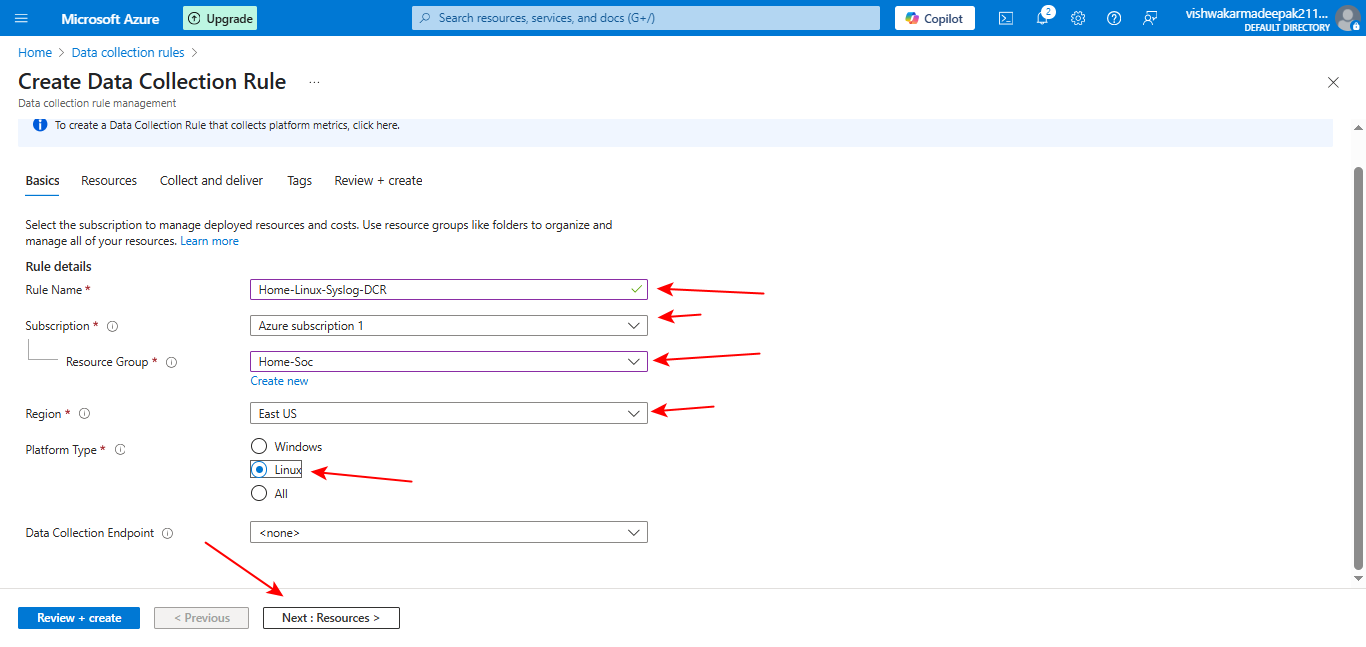 Microsoft Azure
Upgrade
Search resources, services, and docs (G+/)
Copilot
2
vishwakarmadeepak211...
DEFAULT DIRECTORY
Home > Data collection rules >
Create Data Collection Rule ...
Data collection rule management
To create a Data Collection Rule that collects platform metrics, click here.
Basics Resources Collect and deliver Tags Review + create
Select the subscription to manage deployed resources and costs. Use resource groups like folders to organize and
manage all of your resources. Learn more
Rule details
Rule Name * Home-Linux-Syslog-DCR
Subscription * Azure subscription 1
Resource Group * Home-Soc
Create new
Region * East US
Platform Type * Windows
Linux
All
Data Collection Endpoint <none>
Review + create < Previous Next : Resources >